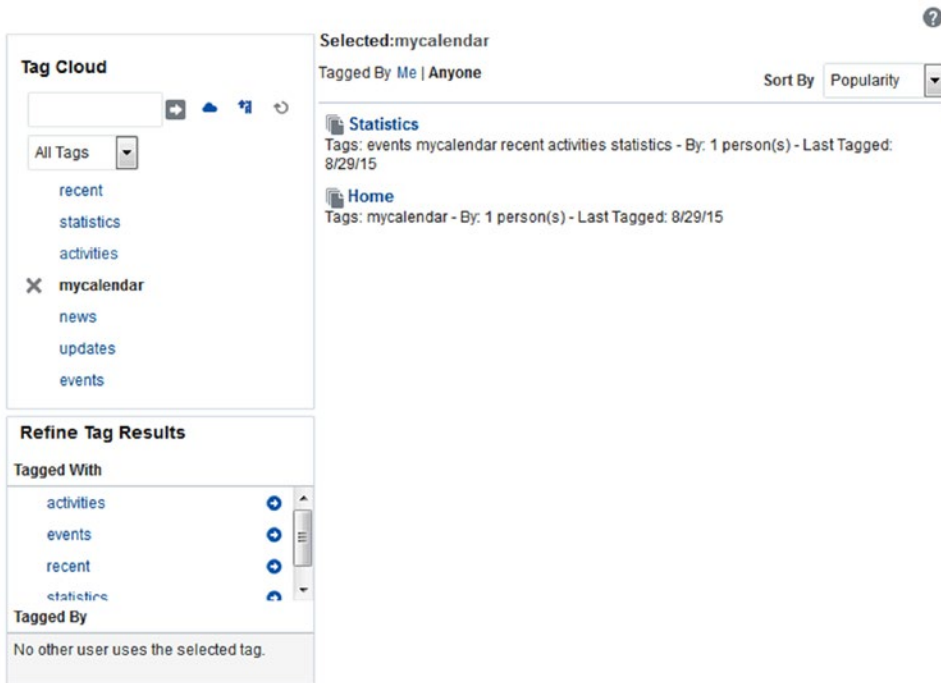 Tag Cloud
All Tags
recent
statistics
activities
mycalendar
news
updates
events
Refine Tag Results
Tagged With
activities
events
recent
statistics
Tagged By
No other user uses the selected tag.
Selected:mycalendar
Tagged By Me | Anyone
Sort By Popularity
Statistics
Tags: events mycalendar recent activities statistics - By: 1 person(s) - Last Tagged:
8/29/15
Home
Tags: mycalendar - By: 1 person(s) - Last Tagged: 8/29/15